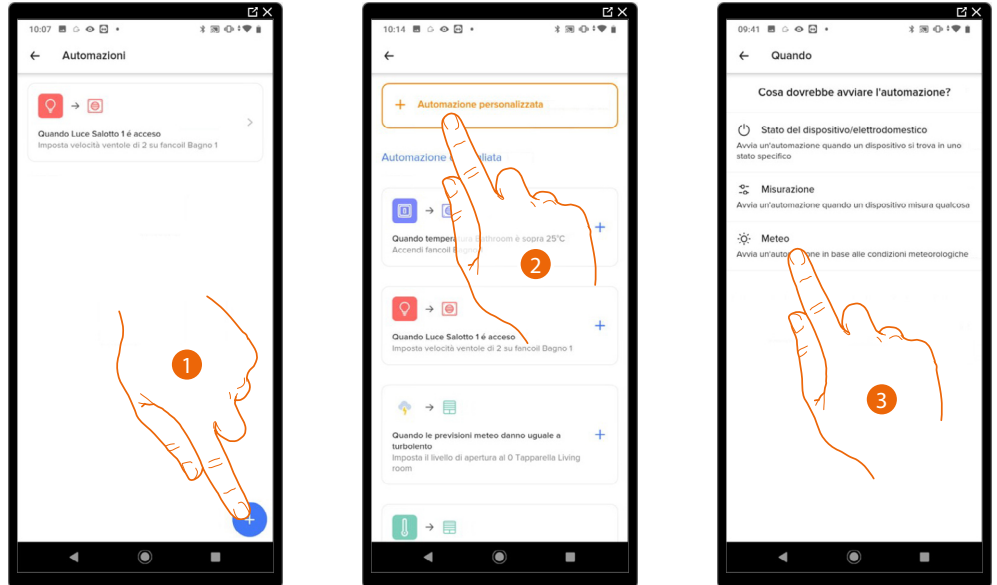 10:07
Automazioni
Quando Luce Salotto 1 é acceso
Imposta velocità ventole di 2 su fancoil Bagno 1
1
+
10:14
+ Automazione personalizzata
Automazione
Quando temperatura Bathroom è sopra 25°C
Accendi fancoil Bagno
+
2
Quando Luce Salotto 1 é acceso
Imposta velocità ventole di 2 su fancoil Bagno 1
+
Quando le previsioni meteo danno uguale a
turbolento
Imposta il livello di apertura al 0 Tapparella Living
room
+
09:41
Quando
Cosa dovrebbe avviare l'automazione?
Stato del dispositivo/elettrodomestico
Avvia un'automazione quando un dispositivo si trova in uno
stato specifico
Misurazione
Avvia un'automazione quando un dispositivo misura qualcosa
Meteo
Avvia un'automazione in base alle condizioni meteorologiche
3